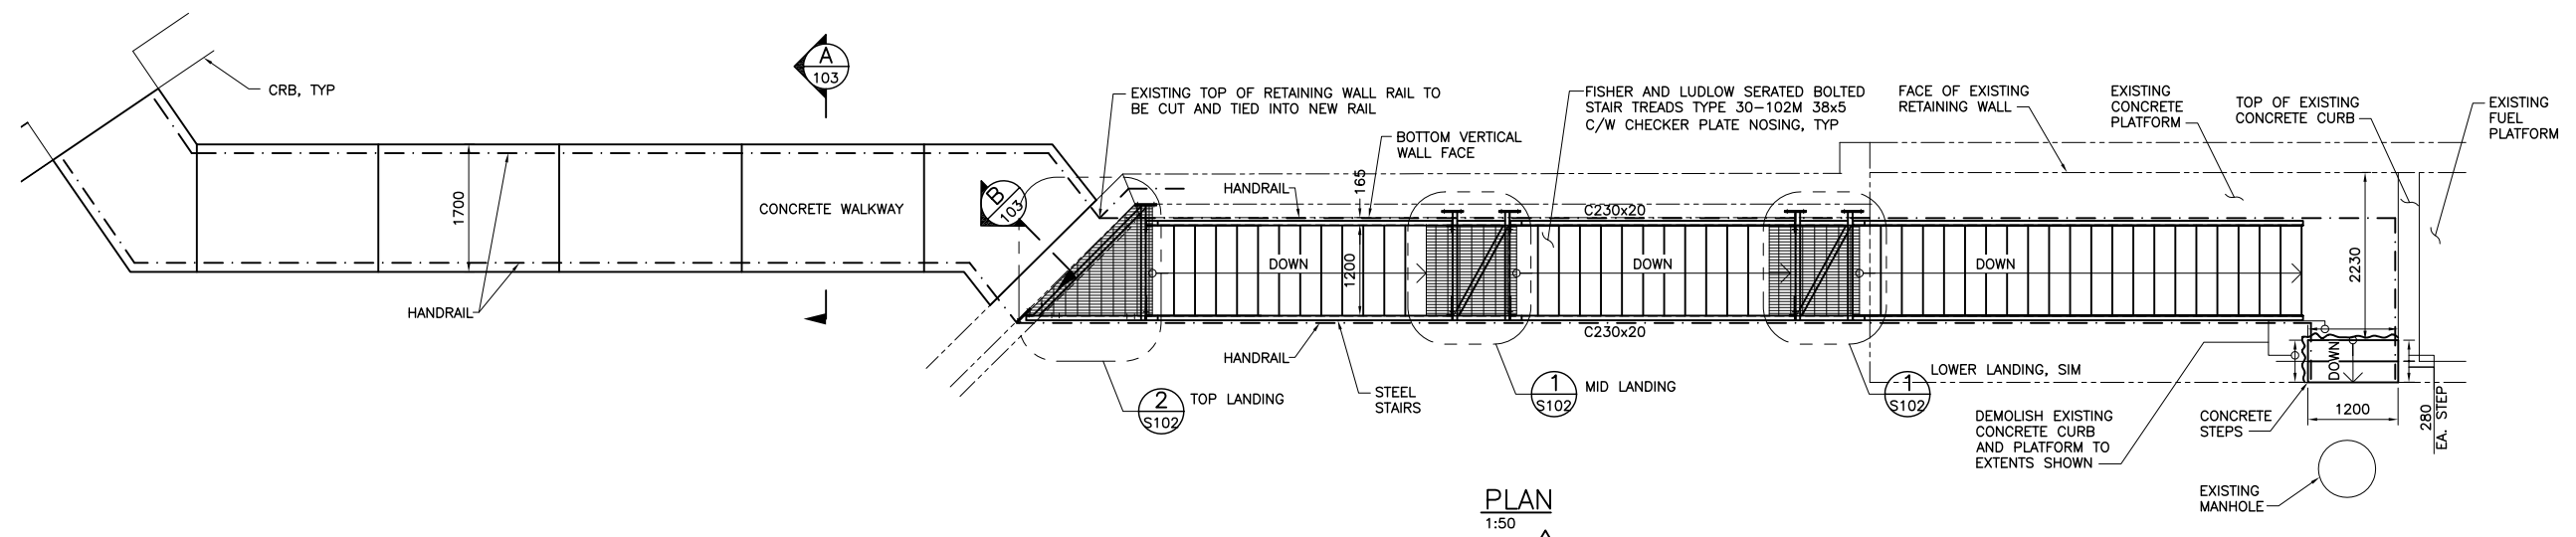 A
103
CRB, TYP
EXISTING TOP OF RETAINING WALL RAIL TO
BE CUT AND TIED INTO NEW RAIL
FISHER AND LUDLOW SERATED BOLTED
STAIR TREADS TYPE 30-102M 38x5
C/W CHECKER PLATE NOSING, TYP
FACE OF EXISTING
RETAINING WALL
EXISTING
CONCRETE
PLATFORM
TOP OF EXISTING
CONCRETE CURB
EXISTING
FUEL
PLATFORM
BOTTOM VERTICAL
WALL FACE
1700
CONCRETE WALKWAY
B
103
HANDRAIL
165
C230x20
DOWN
1200
DOWN
DOWN
2230
HANDRAIL
HANDRAIL
C230x20
DOWN
2
S102
TOP LANDING
STEEL
STAIRS
1
S102
MID LANDING
1
S102
LOWER LANDING, SIM
DEMOLISH EXISTING
CONCRETE CURB
AND PLATFORM TO
EXTENTS SHOWN
CONCRETE
STEPS
1200
280
EA. STEP
EXISTING
MANHOLE
PLAN
1:50